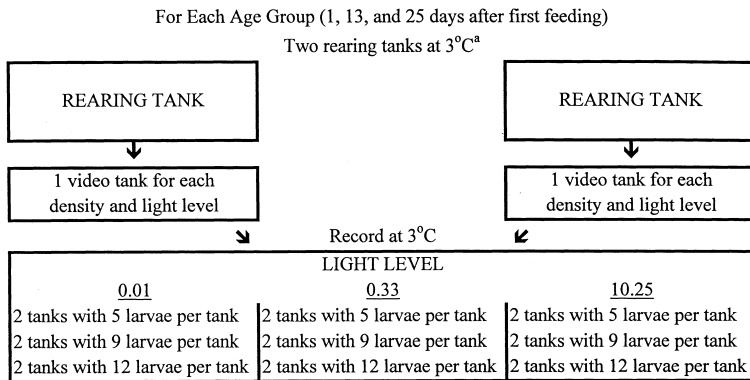 For Each Age Group (1, 13, and 25 days after first feeding)
Two rearing tanks at 3°Cª
REARING TANK
REARING TANK
1 video tank for each
density and light level
1 video tank for each
density and light level
Record at 3°C
LIGHT LEVEL
0.01 0.33 10.25
2 tanks with 5 larvae per tank 2 tanks with 5 larvae per tank 2 tanks with 5 larvae per tank
2 tanks with 9 larvae per tank 2 tanks with 9 larvae per tank 2 tanks with 9 larvae per tank
2 tanks with 12 larvae per tank 2 tanks with 12 larvae per tank 2 tanks with 12 larvae per tank